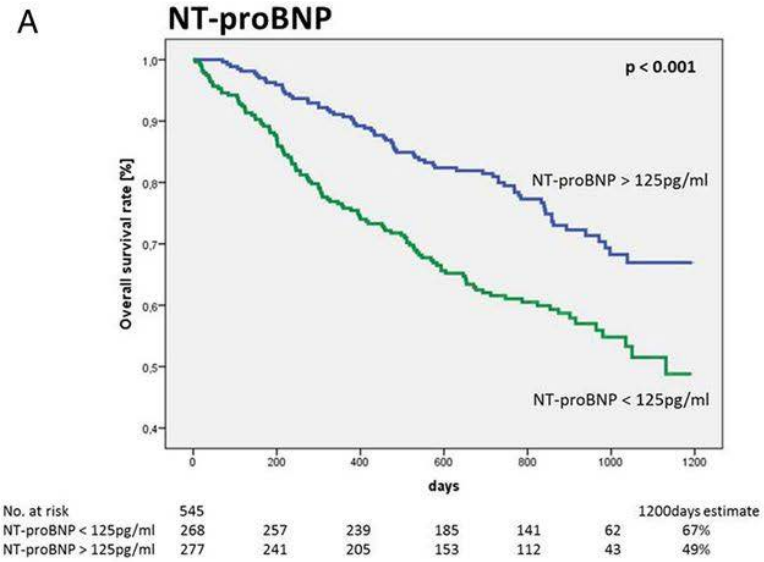 A
NT-proBNP
p < 0.001
1,0
0,9
0,8
0,7
0,6
0,5
0,4
Overall survival rate [%]
NT-proBNP > 125pg/ml
NT-proBNP < 125pg/ml
0 200 400 600 800 1000 1200
days
No. at risk 545 1200days estimate
NT-proBNP < 125pg/ml 268 257 239 185 141 62 67%
NT-proBNP > 125pg/ml 277 241 205 153 112 43 49%